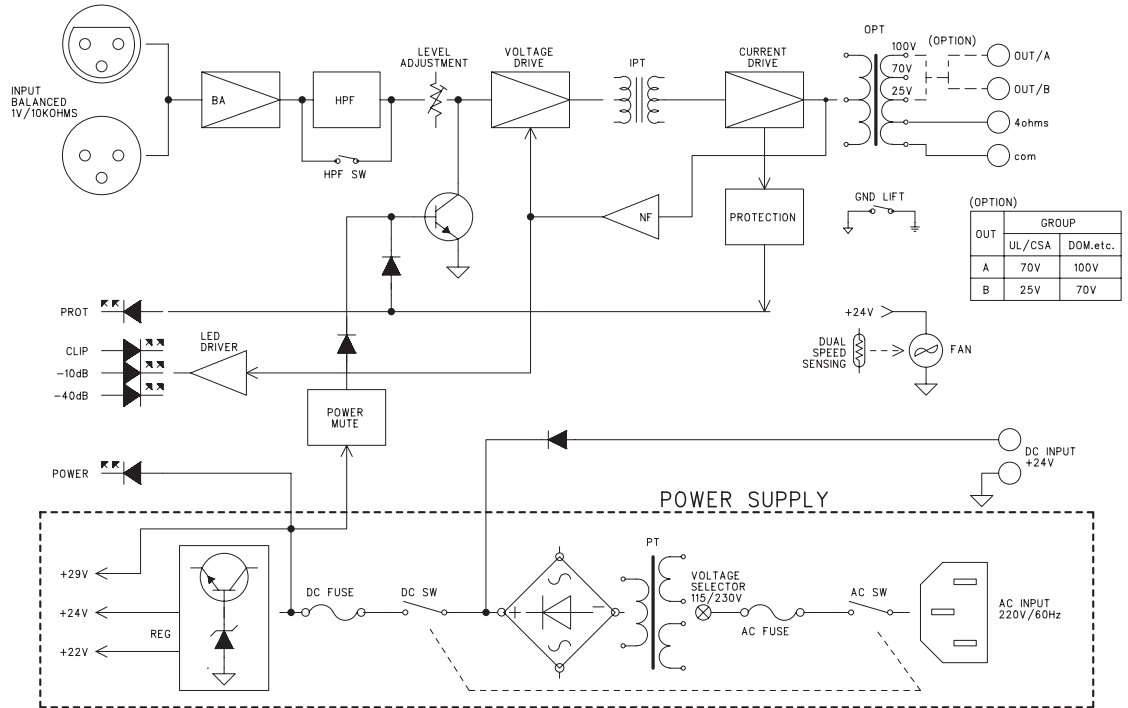 INPUT
BALANCED
1V/10KOHMS
BA
HPF
HPF SW
LEVEL
ADJUSTMENT
VOLTAGE
DRIVE
IPT
CURRENT
DRIVE
OPT
100V
70V
25V
(OPTION)
OUT/A
OUT/B
4ohms
com
NF
PROTECTION
GND LIFT
(OPTION)
OUT GROUP
UL/CSA DOM.etc.
A 70V 100V
B 25V 70V
PROT
CLIP
-10dB
-40dB
LED
DRIVER
+24V
DUAL
SPEED
SENSING
FAN
POWER
MUTE
POWER
DC INPUT
+24V
POWER SUPPLY
+29V
+24V
+22V
REG
DC FUSE
DC SW
+
-
PT
VOLTAGE
SELECTOR
115/230V
AC FUSE
AC SW
AC INPUT
220V/60Hz